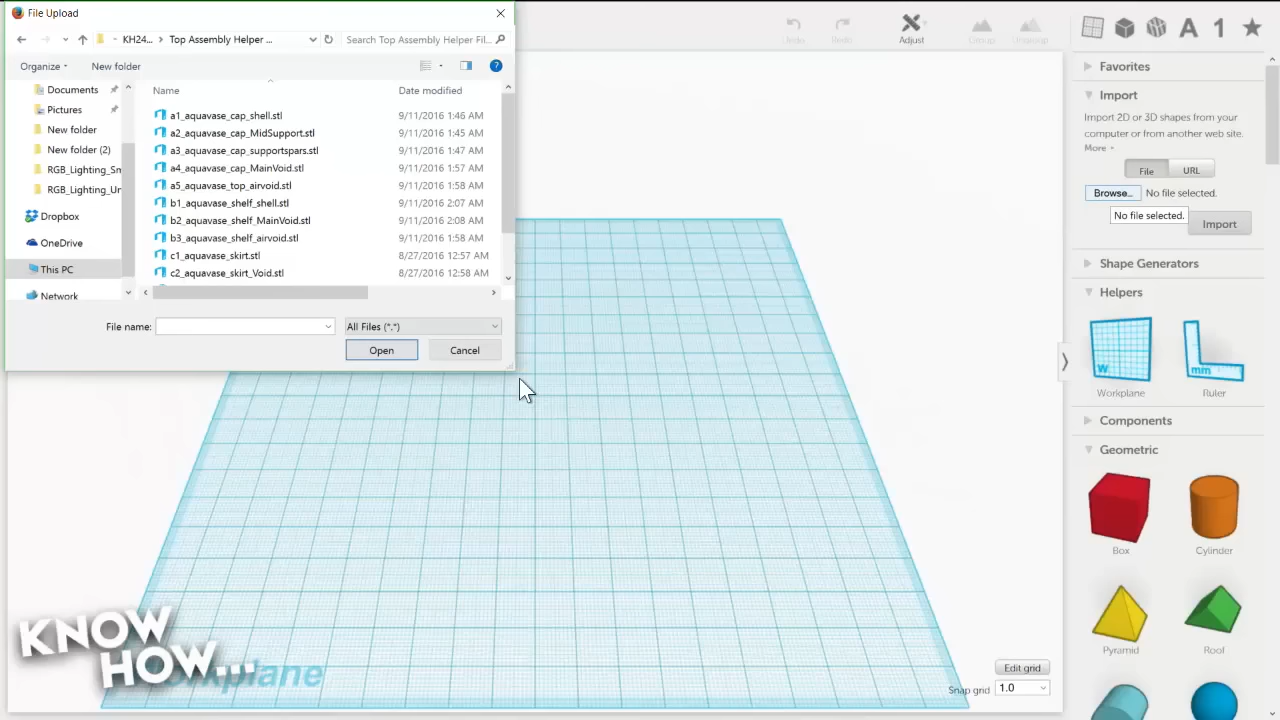 File Upload
KH24... > Top Assembly Helper ...
Search Top Assembly Helper Fil...
Organize
New folder
?
Documents
Pictures
New folder
New folder (2)
RGB_Lighting_Sm
RGB_Lighting_Ur
Dropbox
OneDrive
This PC
Network
Name
Date modified
a1_aquavase_cap_shell.stl 9/11/2016 1:46 AM
a2_aquavase_cap_MidSupport.stl 9/11/2016 1:45 AM
a3_aquavase_cap_supportspars.stl 9/11/2016 1:47 AM
a4_aquavase_cap_MainVoid.stl 9/11/2016 1:57 AM
a5_aquavase_top_airvoid.stl 9/11/2016 1:58 AM
b1_aquavase_shelf_shell.stl 9/11/2016 2:07 AM
b2_aquavase_shelf_MainVoid.stl 9/11/2016 2:08 AM
b3_aquavase_shelf_airvoid.stl 9/11/2016 1:58 AM
c1_aquavase_skirt.stl 8/27/2016 12:57 AM
c2_aquavase_skirt_Void.stl 8/27/2016 12:58 AM
File name:
All Files (*.*)
Open
Cancel
Undo
Redo
Adjust
Group
Ungroup
A
1
Favorites
Import
Import 2D or 3D shapes from your
computer or from another web site.
More
File
URL
Browse...
No file selected.
No file selected.
Import
Shape Generators
Helpers
W
mm
Workplane
Ruler
Components
Geometric
Box
Cylinder
Pyramid
Roof
Edit grid
Snap grid
1.0
KNOW
HOW...